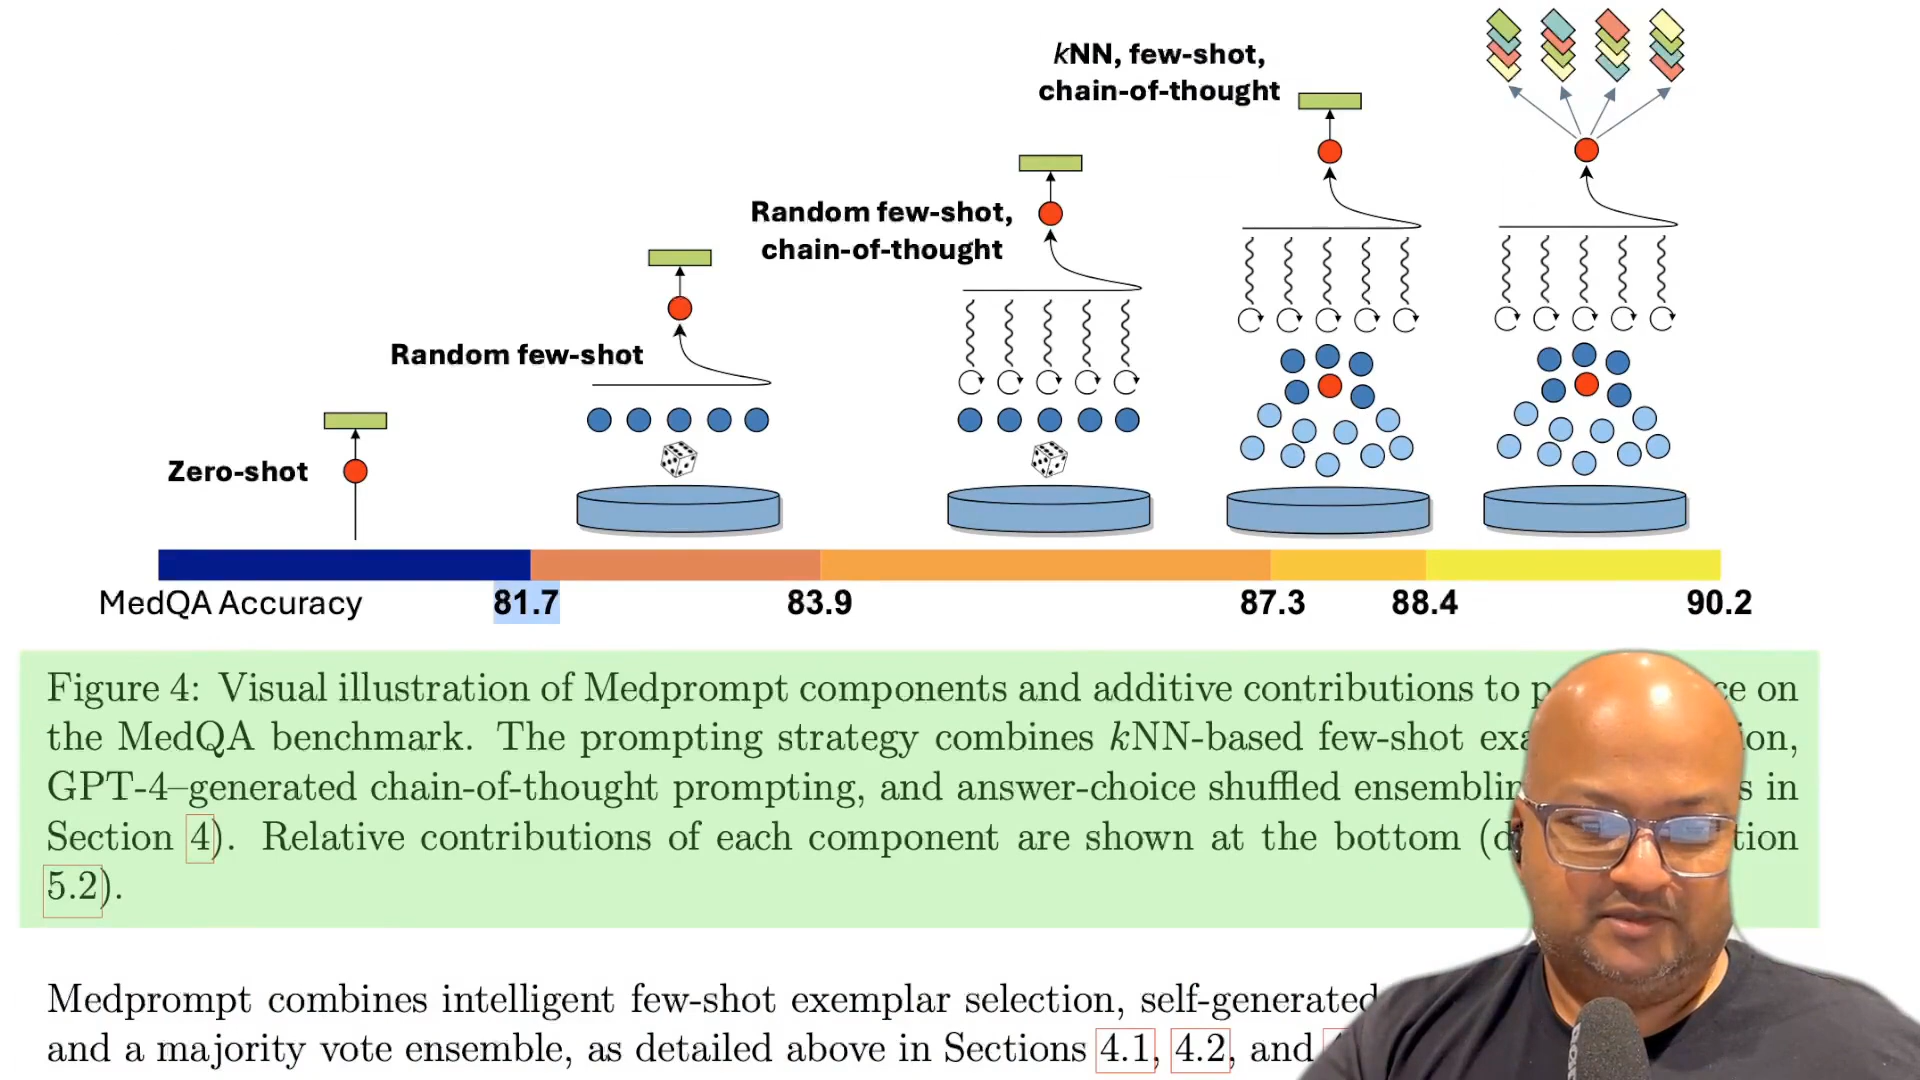 kNN, few-shot,
chain-of-thought
Random few-shot,
chain-of-thought
Random few-shot
Zero-shot
MedQA Accuracy 81.7 83.9 87.3 88.4 90.2
Figure 4: Visual illustration of Medprompt components and additive contributions to ce on
the MedQA benchmark. The prompting strategy combines kNN-based few-shot ion,
GPT-4–generated chain-of-thought prompting, and answer-choice shuffled s in
Section 4). Relative contributions of each component are shown at the bottom tion
5.2).
Medprompt combines intelligent few-shot exemplar selection, self-generated
and a majority vote ensemble, as detailed above in Sections 4.1, 4.2, and